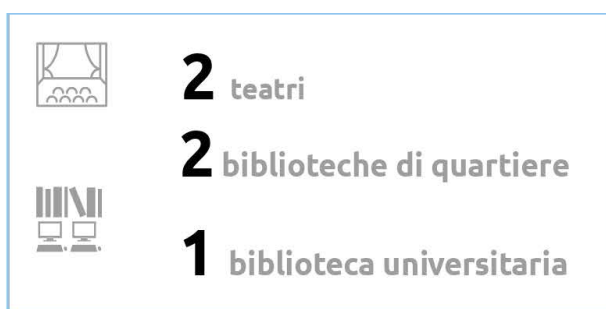 2 teatri
2 biblioteche di quartiere
1 biblioteca universitaria